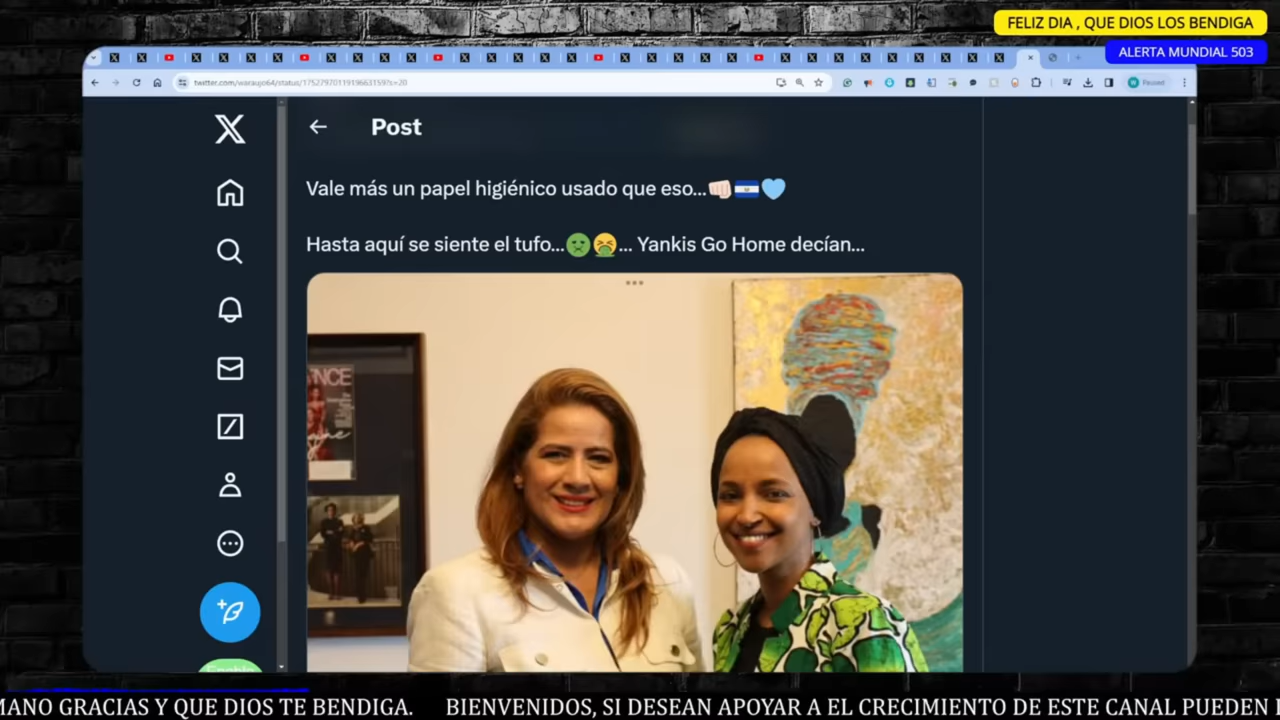 FELIZ DIA , QUE DIOS LOS BENDIGA
ALERTA MUNDIAL 503
Paused
Post
Vale más un papel higiénico usado que eso...👊🏻🇸🇻🩵
Hasta aquí se siente el tufo...🤢🤮... Yankis Go Home decían...
NCE
MANO GRACIAS Y QUE DIOS TE BENDIGA. BIENVENIDOS, SI DESEAN APOYAR A EL CRECIMIENTO DE ESTE CANAL PUEDEN